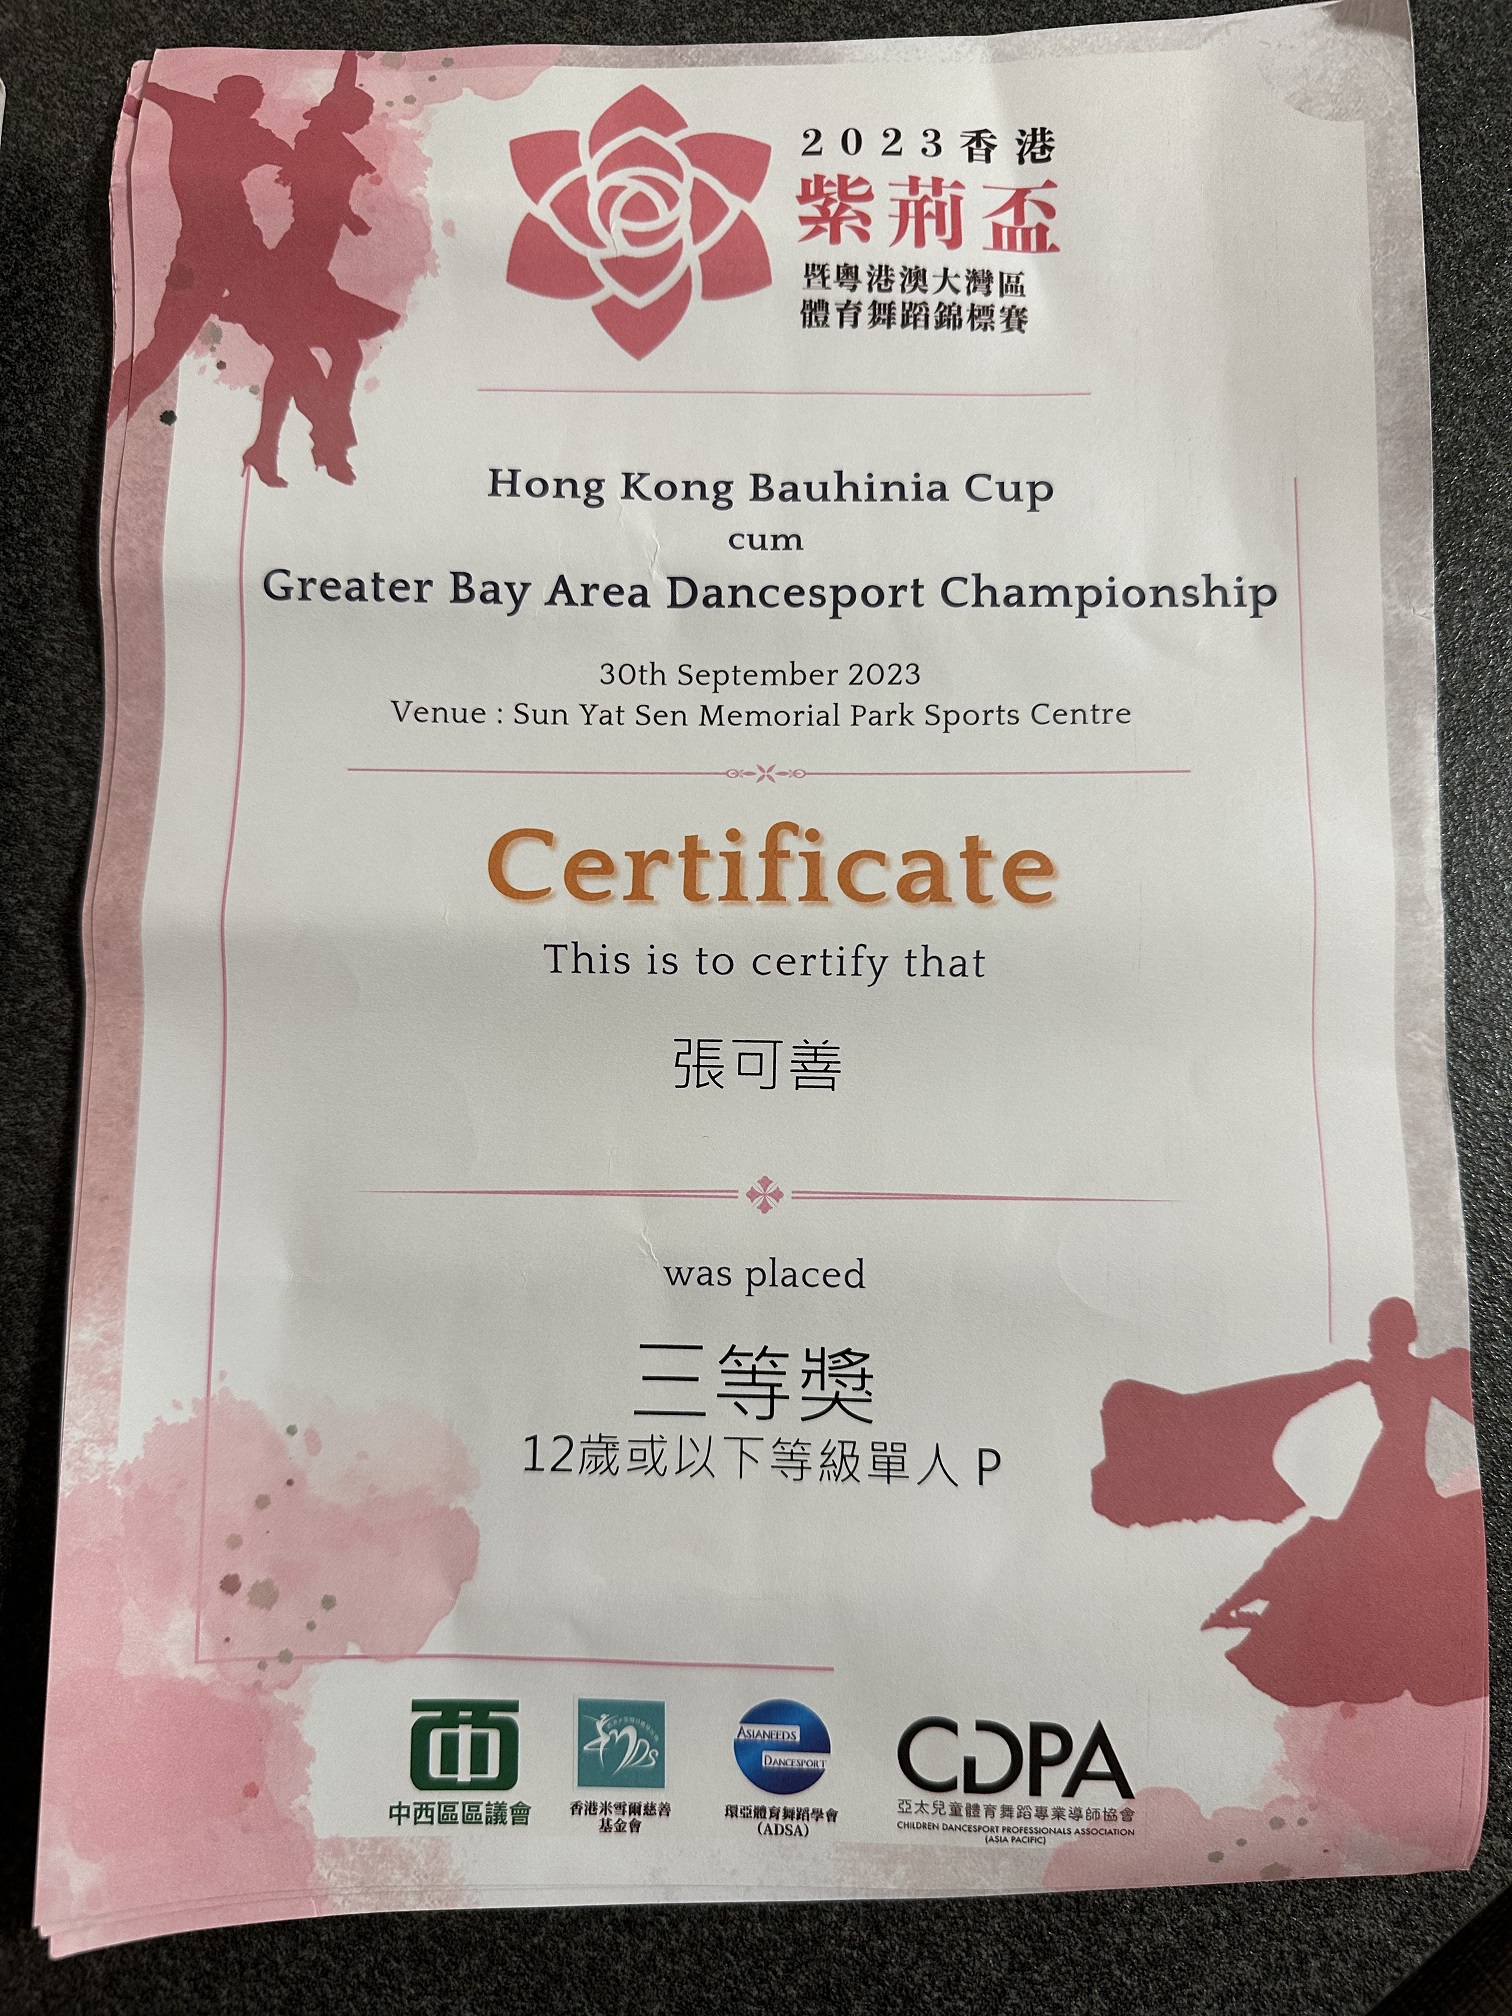 2023香港
紫荊盃
暨粵港澳大灣區
體育舞蹈錦標賽
Hong Kong Bauhinia Cup
cum
Greater Bay Area Dancesport Championship
30th September 2023
Venue : Sun Yat Sen Memorial Park Sports Centre
Certificate
This is to certify that
張可善
was placed
三等獎
12歲或以下等級單人 P
中西區區議會
MDS
香港米雪爾慈善
基金會
ASIANEEDS
DANCESPORT
環亞體育舞蹈學會
(ADSA)
CDPA
亞太兒童體育舞蹈專業導師協會
CHILDREN DANCESPORT PROFESSIONALS ASSOCIATION
(ASIA PACIFIC)